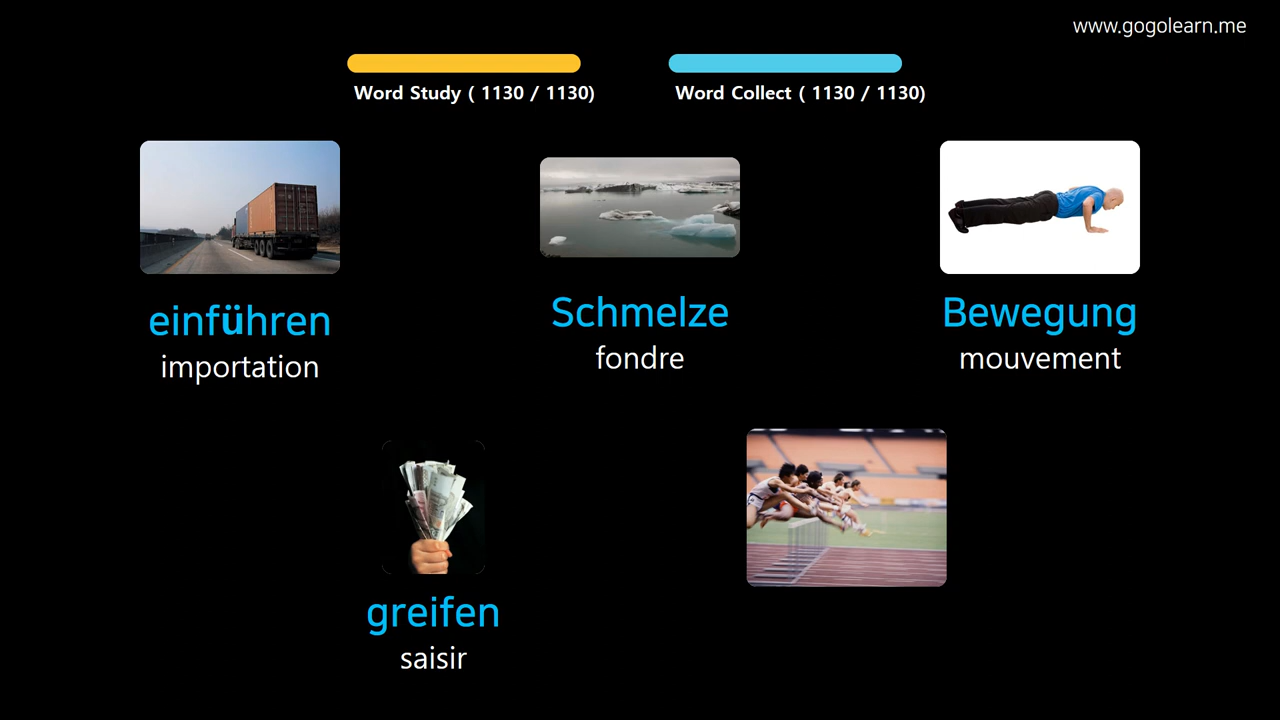 www.gogolearn.me
Word Study ( 1130 / 1130)
Word Collect ( 1130 / 1130)
einführen
importation
Schmelze
fondre
Bewegung
mouvement
greifen
saisir